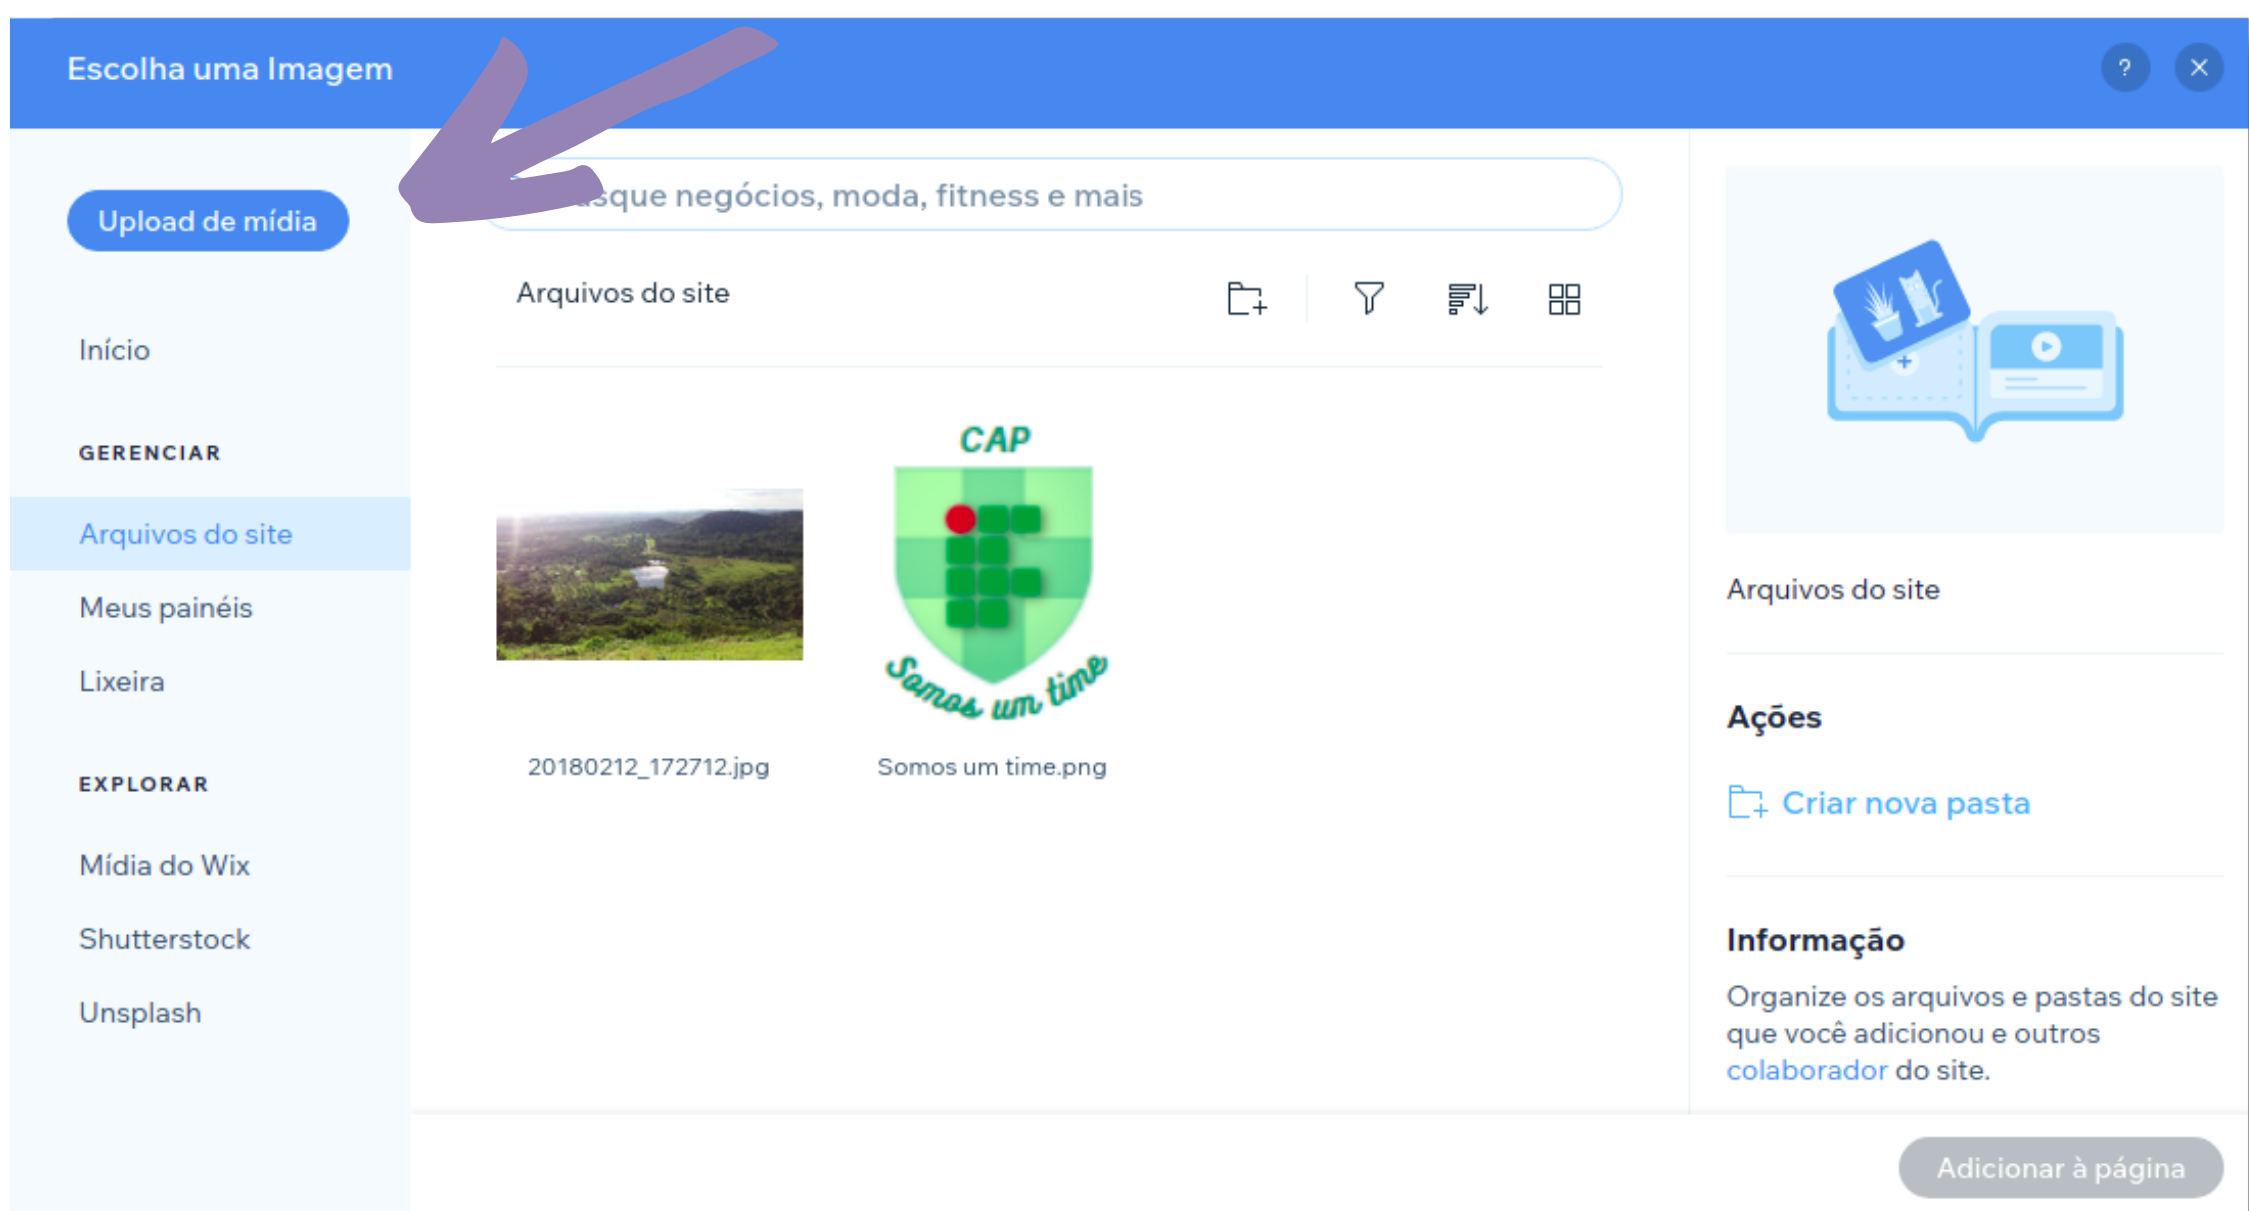 Escolha uma Imagem
?
Upload de mídia
negócios, moda, fitness e mais
Início
GERENCIAR
Arquivos do site
Meus painéis
Lixeira
EXPLORAR
Mídia do Wix
Shutterstock
Unsplash
Arquivos do site
CAP
Somos um time
20180212_172712.jpg
Somos um time.png
Arquivos do site
Ações
Criar nova pasta
Informação
Organize os arquivos e pastas do site
que você adicionou e outros
colaborador do site.
Adicionar à página